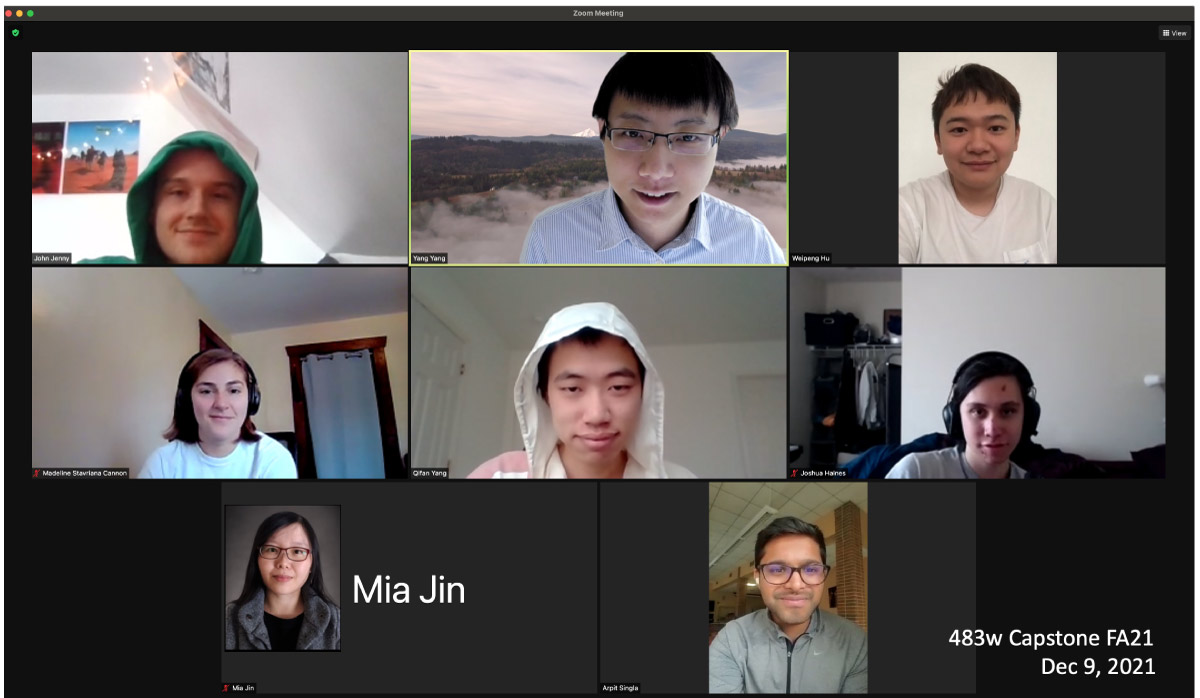 Zoom Meeting
View
John Jenny
Yang Yang
Weipeng Hu
Madeline Stavriana Cannon
Qifan Yang
Joshua Haines
Mia Jin
Mia Jin
Arpit Singla
483w Capstone FA21
Dec 9, 2021